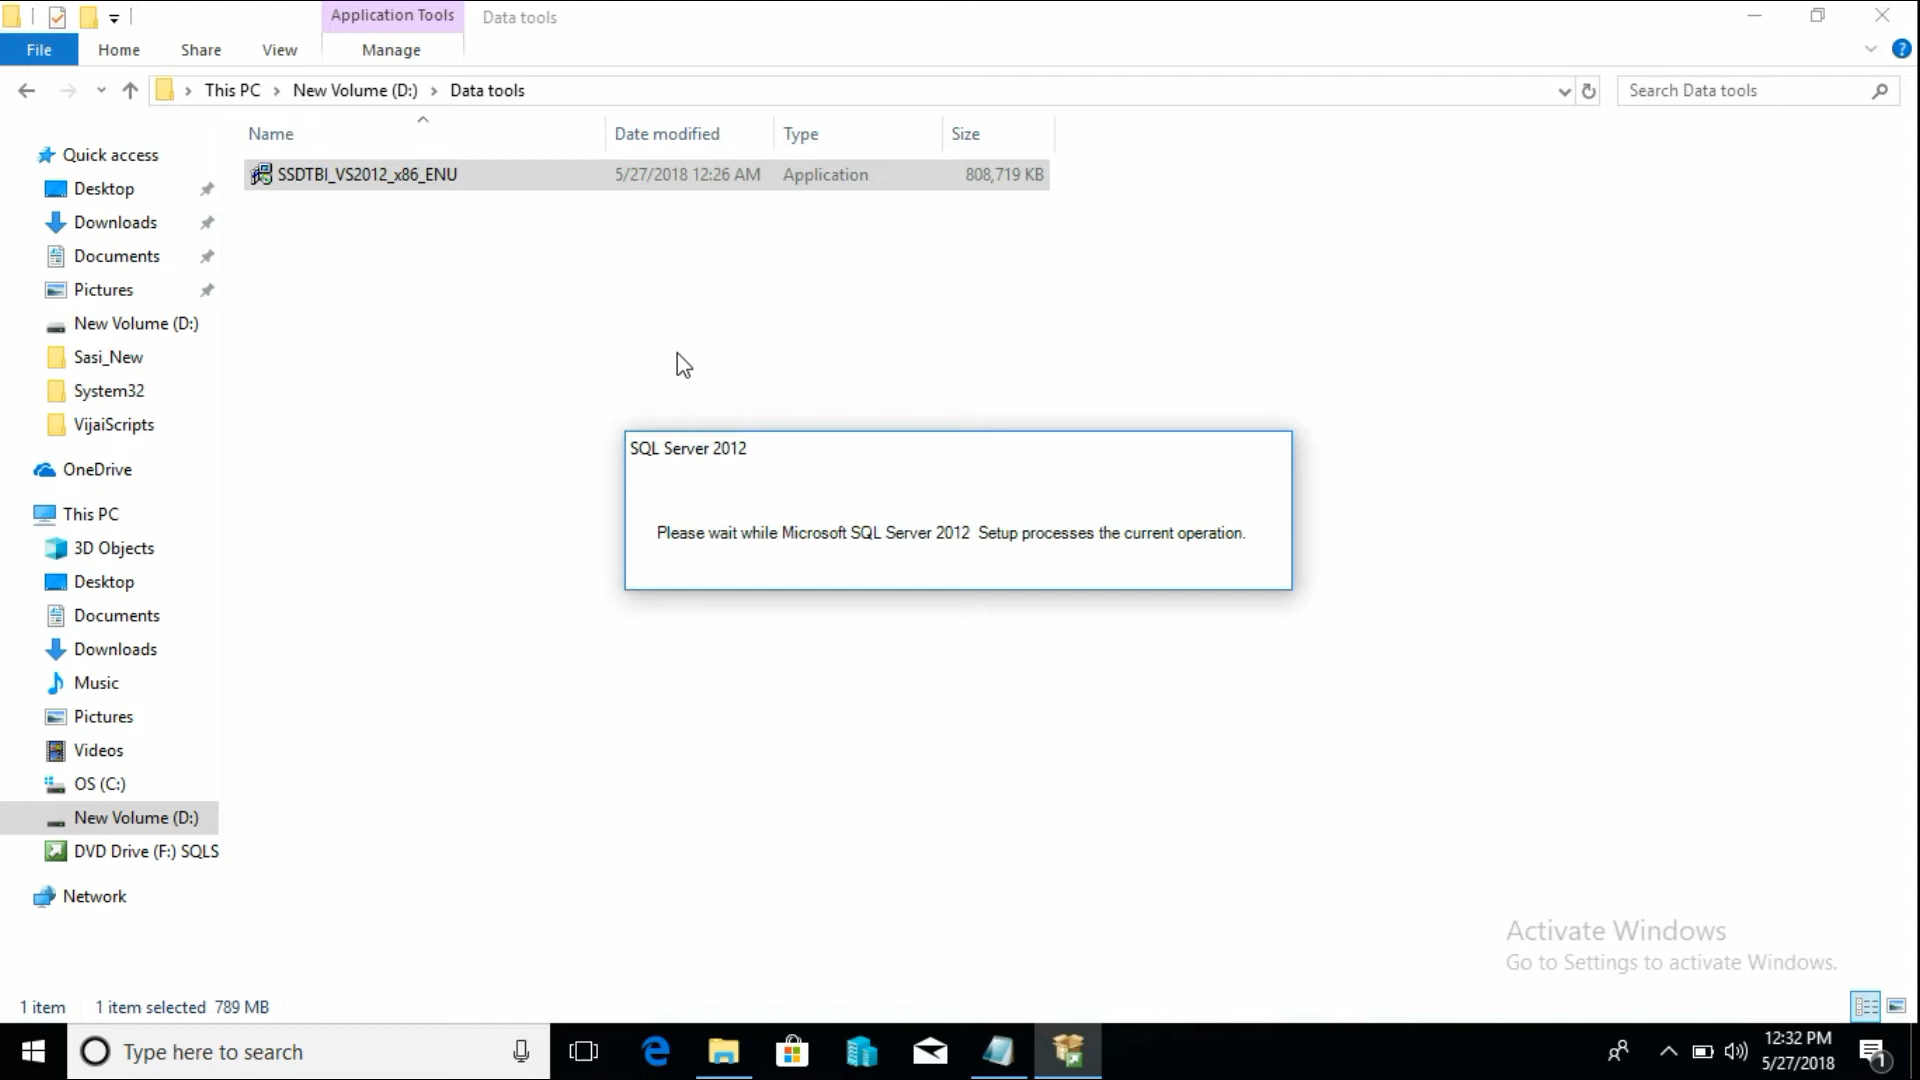 Application Tools
Data tools
File
Home
Share
View
Manage
This PC
New Volume (D:)
Data tools
Search Data tools
Name
Date modified
Type
Size
Quick access
SSDTBI_VS2012_x86_ENU
5/27/2018 12:26 AM
Application
808,719 KB
Desktop
Downloads
Documents
Pictures
New Volume (D:)
Sasi_New
System32
VijaiScripts
OneDrive
This PC
3D Objects
Desktop
Documents
Downloads
Music
Pictures
Videos
OS (C:)
New Volume (D:)
DVD Drive (F:) SQLS
Network
SQL Server 2012
Please wait while Microsoft SQL Server 2012 Setup processes the current operation.
Activate Windows
Go to Settings to activate Windows.
1 item
1 item selected 789 MB
Type here to search
12:32 PM
5/27/2018
1